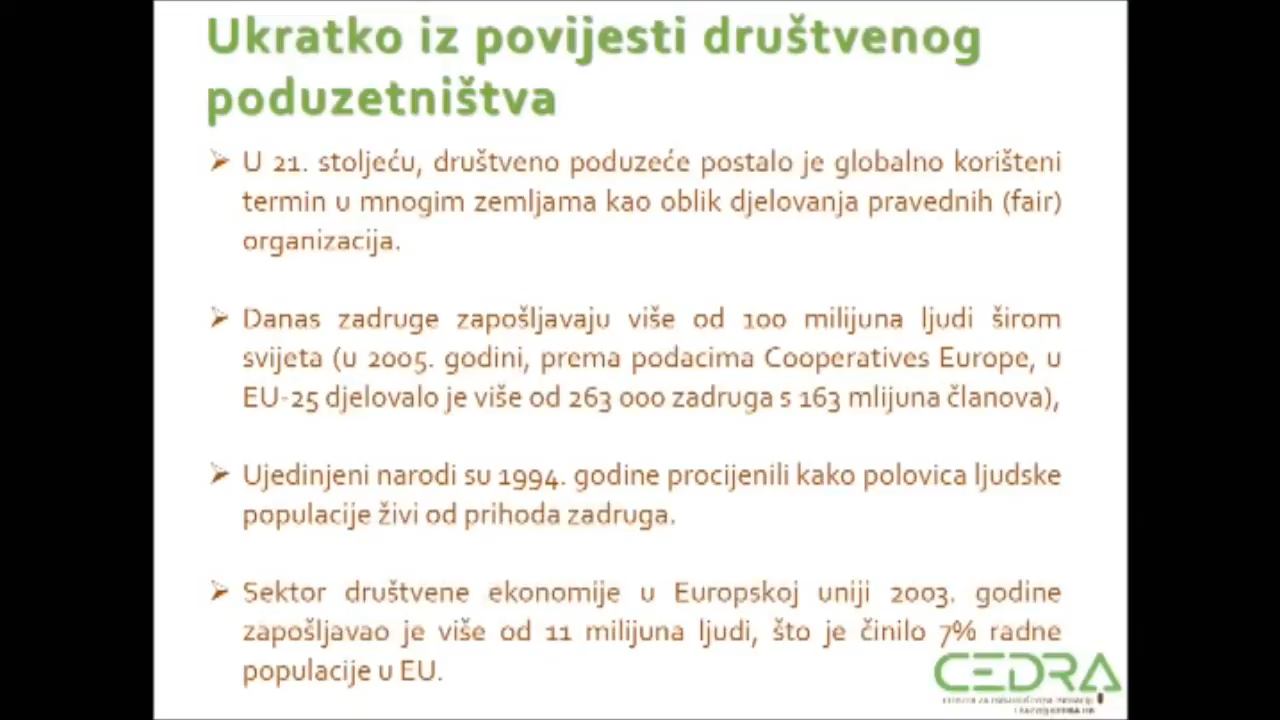 Ukratko iz povijesti društvenog
poduzetništva
➢ U 21. stoljeću, društveno poduzeće postalo je globalno korišteni
termin u mnogim zemljama kao oblik djelovanja pravednih (fair)
organizacija.
➢ Danas zadruge zapošljavaju više od 100 milijuna ljudi širom
svijeta (u 2005. godini, prema podacima Cooperatives Europe, u
EU-25 djelovalo je više od 263 000 zadruga s 163 mlijuna članova),
➢ Ujedinjeni narodi su 1994. godine procijenili kako polovica ljudske
populacije živi od prihoda zadruga.
➢ Sektor društvene ekonomije u Europskoj uniji 2003. godine
zapošljavao je više od 11 milijuna ljudi, što je činilo 7% radne
populacije u EU.
CEDRA